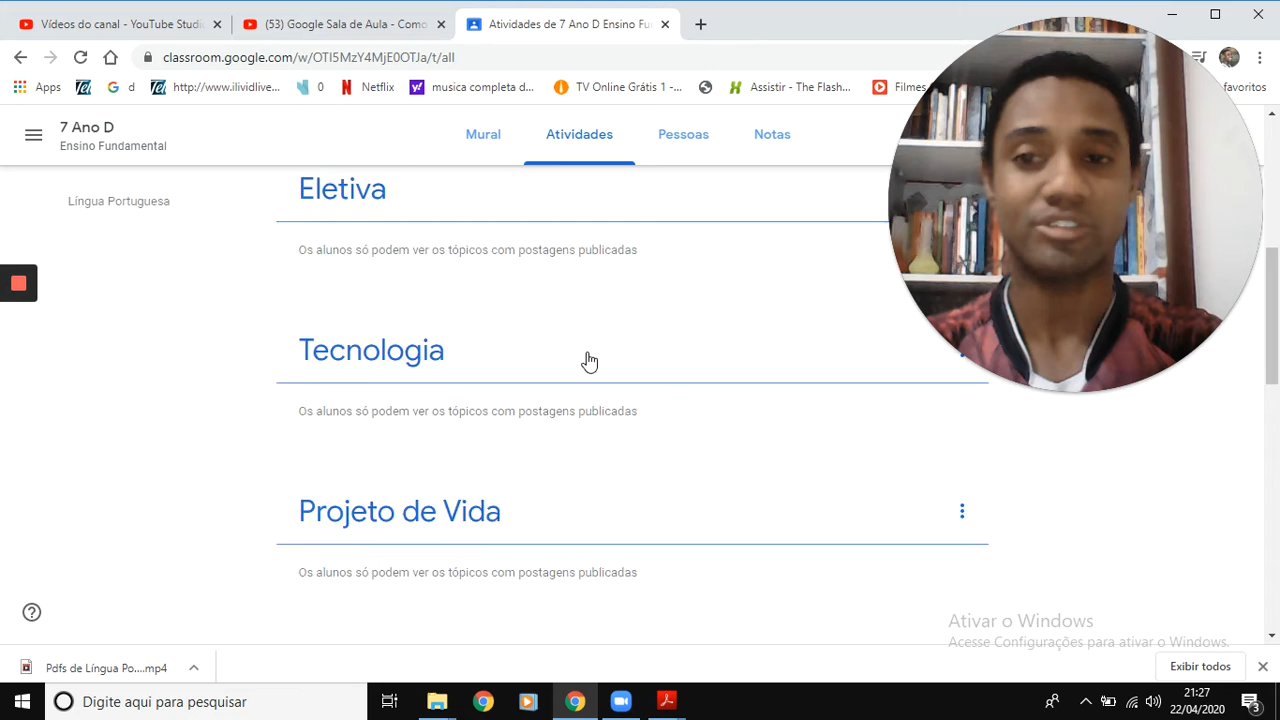 Vídeos do canal - YouTube Studi
(53) Google Sala de Aula - Como
Atividades de 7 Ano D Ensino Fu
classroom.google.com/w/OTI5MzY4MjE0OTJa/t/all
Apps
d
http://www.ilividlive...
0
Netflix
musica completa d...
TV Online Grátis 1 -...
Assistir - The Flash...
Filmes
favoritos
7 Ano D
Ensino Fundamental
Mural
Atividades
Pessoas
Notas
Língua Portuguesa
Eletiva
Os alunos só podem ver os tópicos com postagens publicadas
Tecnologia
Os alunos só podem ver os tópicos com postagens publicadas
Projeto de Vida
Os alunos só podem ver os tópicos com postagens publicadas
Ativar o Windows
Acesse Configurações para ativar o Windows.
Pdfs de Língua Po....mp4
Exibir todos
Digite aqui para pesquisar
21:27
22/04/2020
3